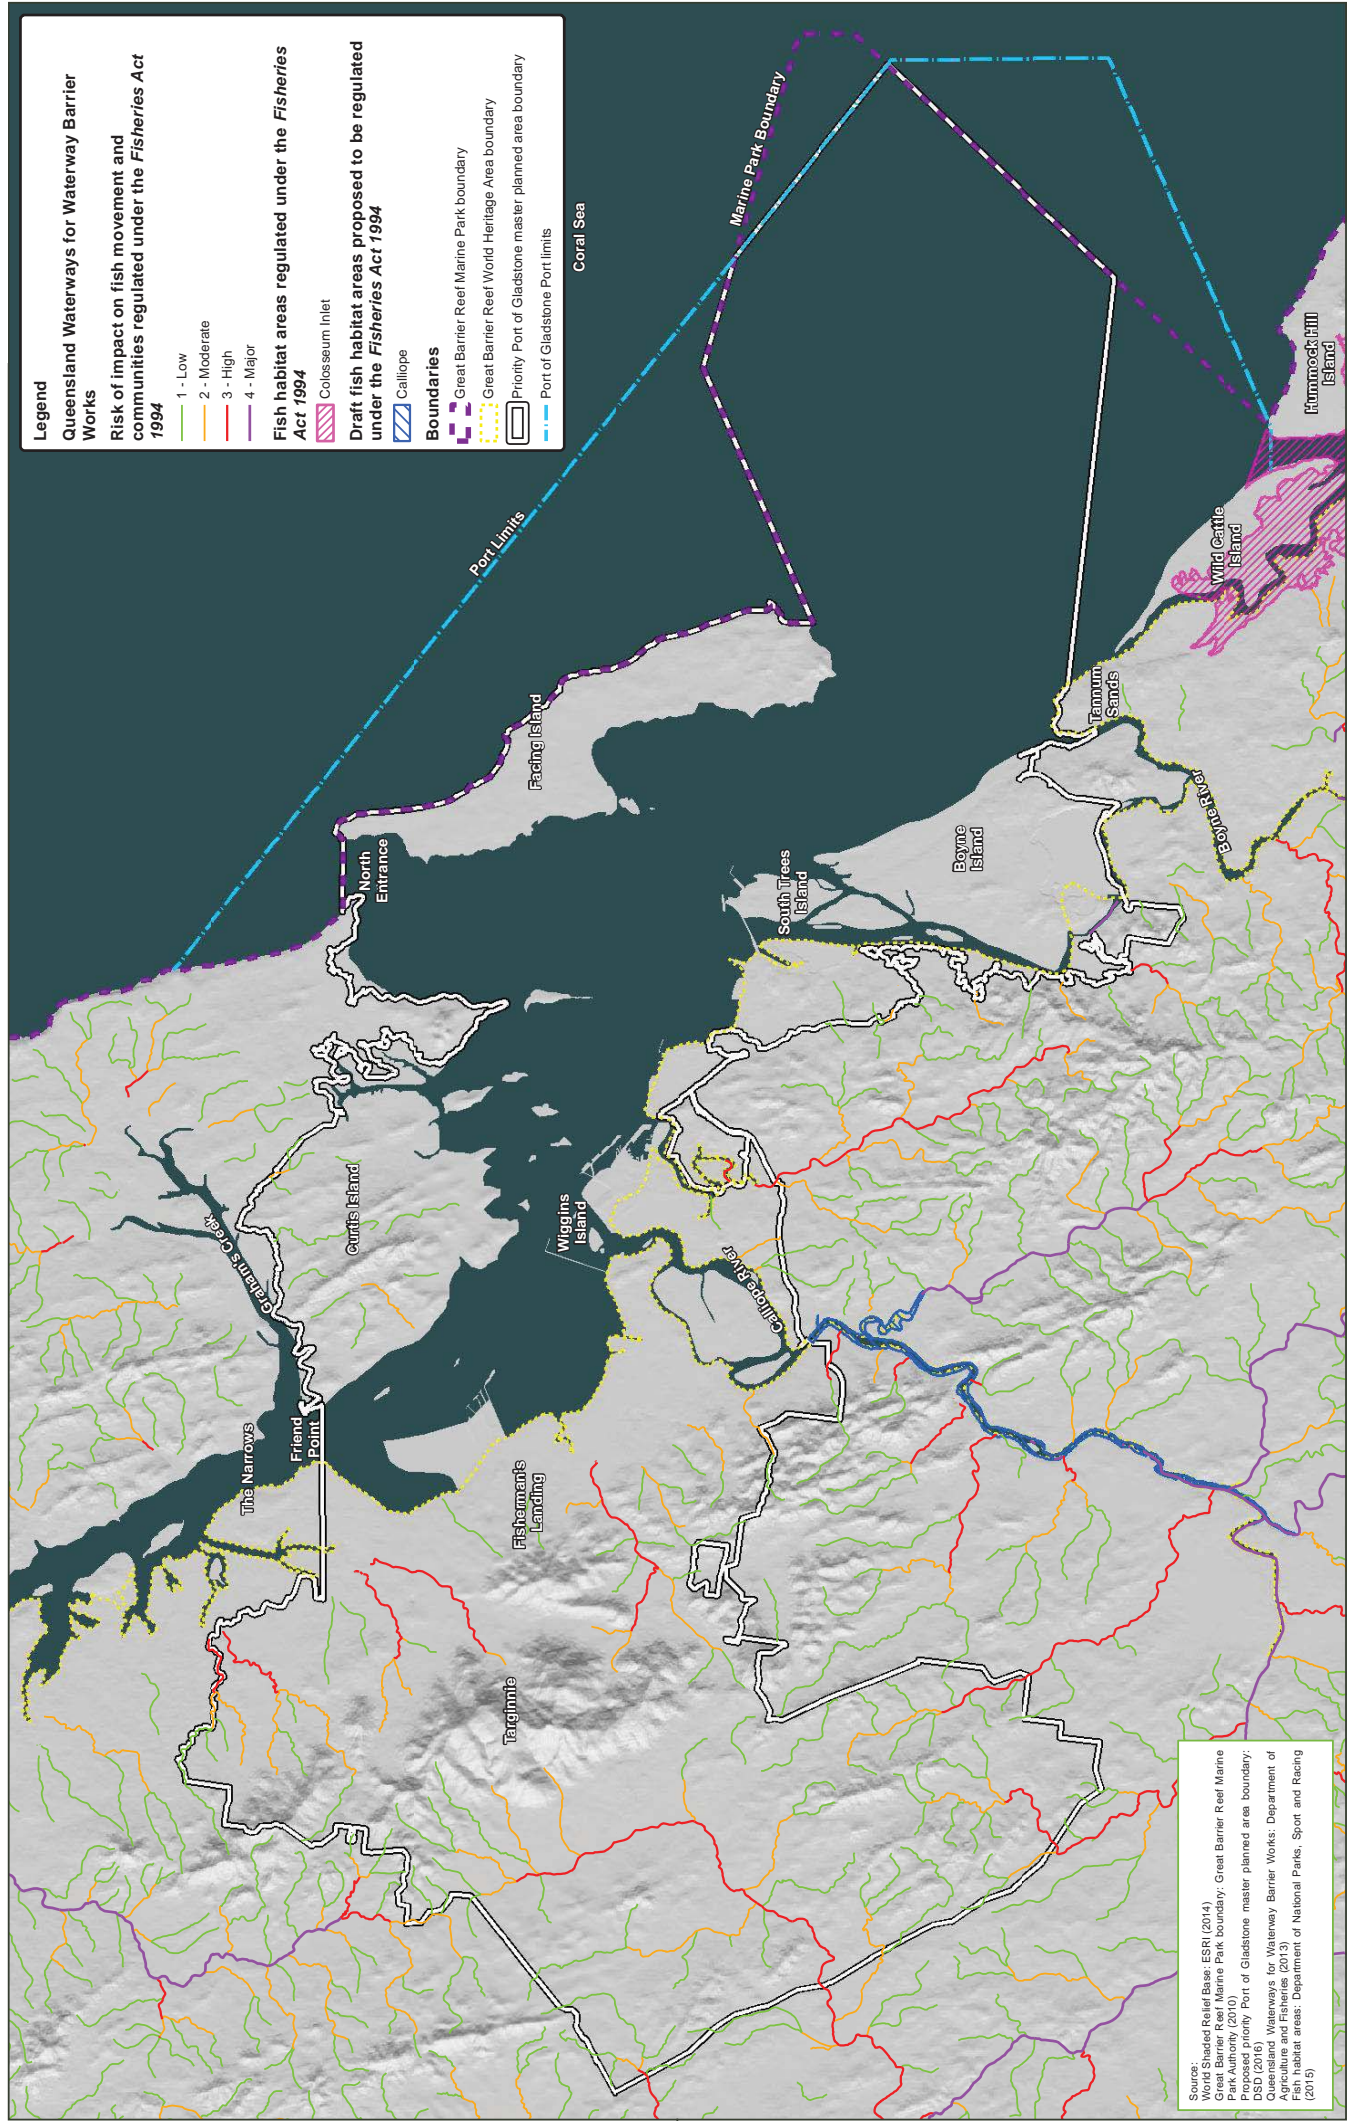 Legend
Queensland Waterways for Waterway Barrier
Works
Risk of impact on fish movement and
communities regulated under the Fisheries Act
1994
1 - Low
2 - Moderate
3 - High
4 - Major
Fish habitat areas regulated under the Fisheries
Act 1994
Colosseum Inlet
Draft fish habitat areas proposed to be regulated
under the Fisheries Act 1994
Calliope
Boundaries
Great Barrier Reef Marine Park boundary
Great Barrier Reef World Heritage Area boundary
Priority Port of Gladstone master planned area boundary
Port of Gladstone Port limits
Coral Sea
Marine Park Boundary
Port Limits
The Narrows
Graham's Creek
Friend
Point
Curtis Island
North
Entrance
Facing Island
Fisherman's
Landing
Targinnie
Wiggins
Island
Calliope River
South Trees
Island
Boyne
Island
Tannum
Sands
Boyne River
Wild Cattle
Island
Hummock Hill
Island
Source:
World Shaded Relief Base: ESRI (2014)
Great Barrier Reef Marine Park boundary: Great Barrier Reef Marine
Park Authority (2010)
Proposed priority Port of Gladstone master planned area boundary:
DSD (2016)
Queensland Waterways for Waterway Barrier Works: Department of
Agriculture and Fisheries (2013)
Fish habitat areas: Department of National Parks, Sport and Racing
(2015)